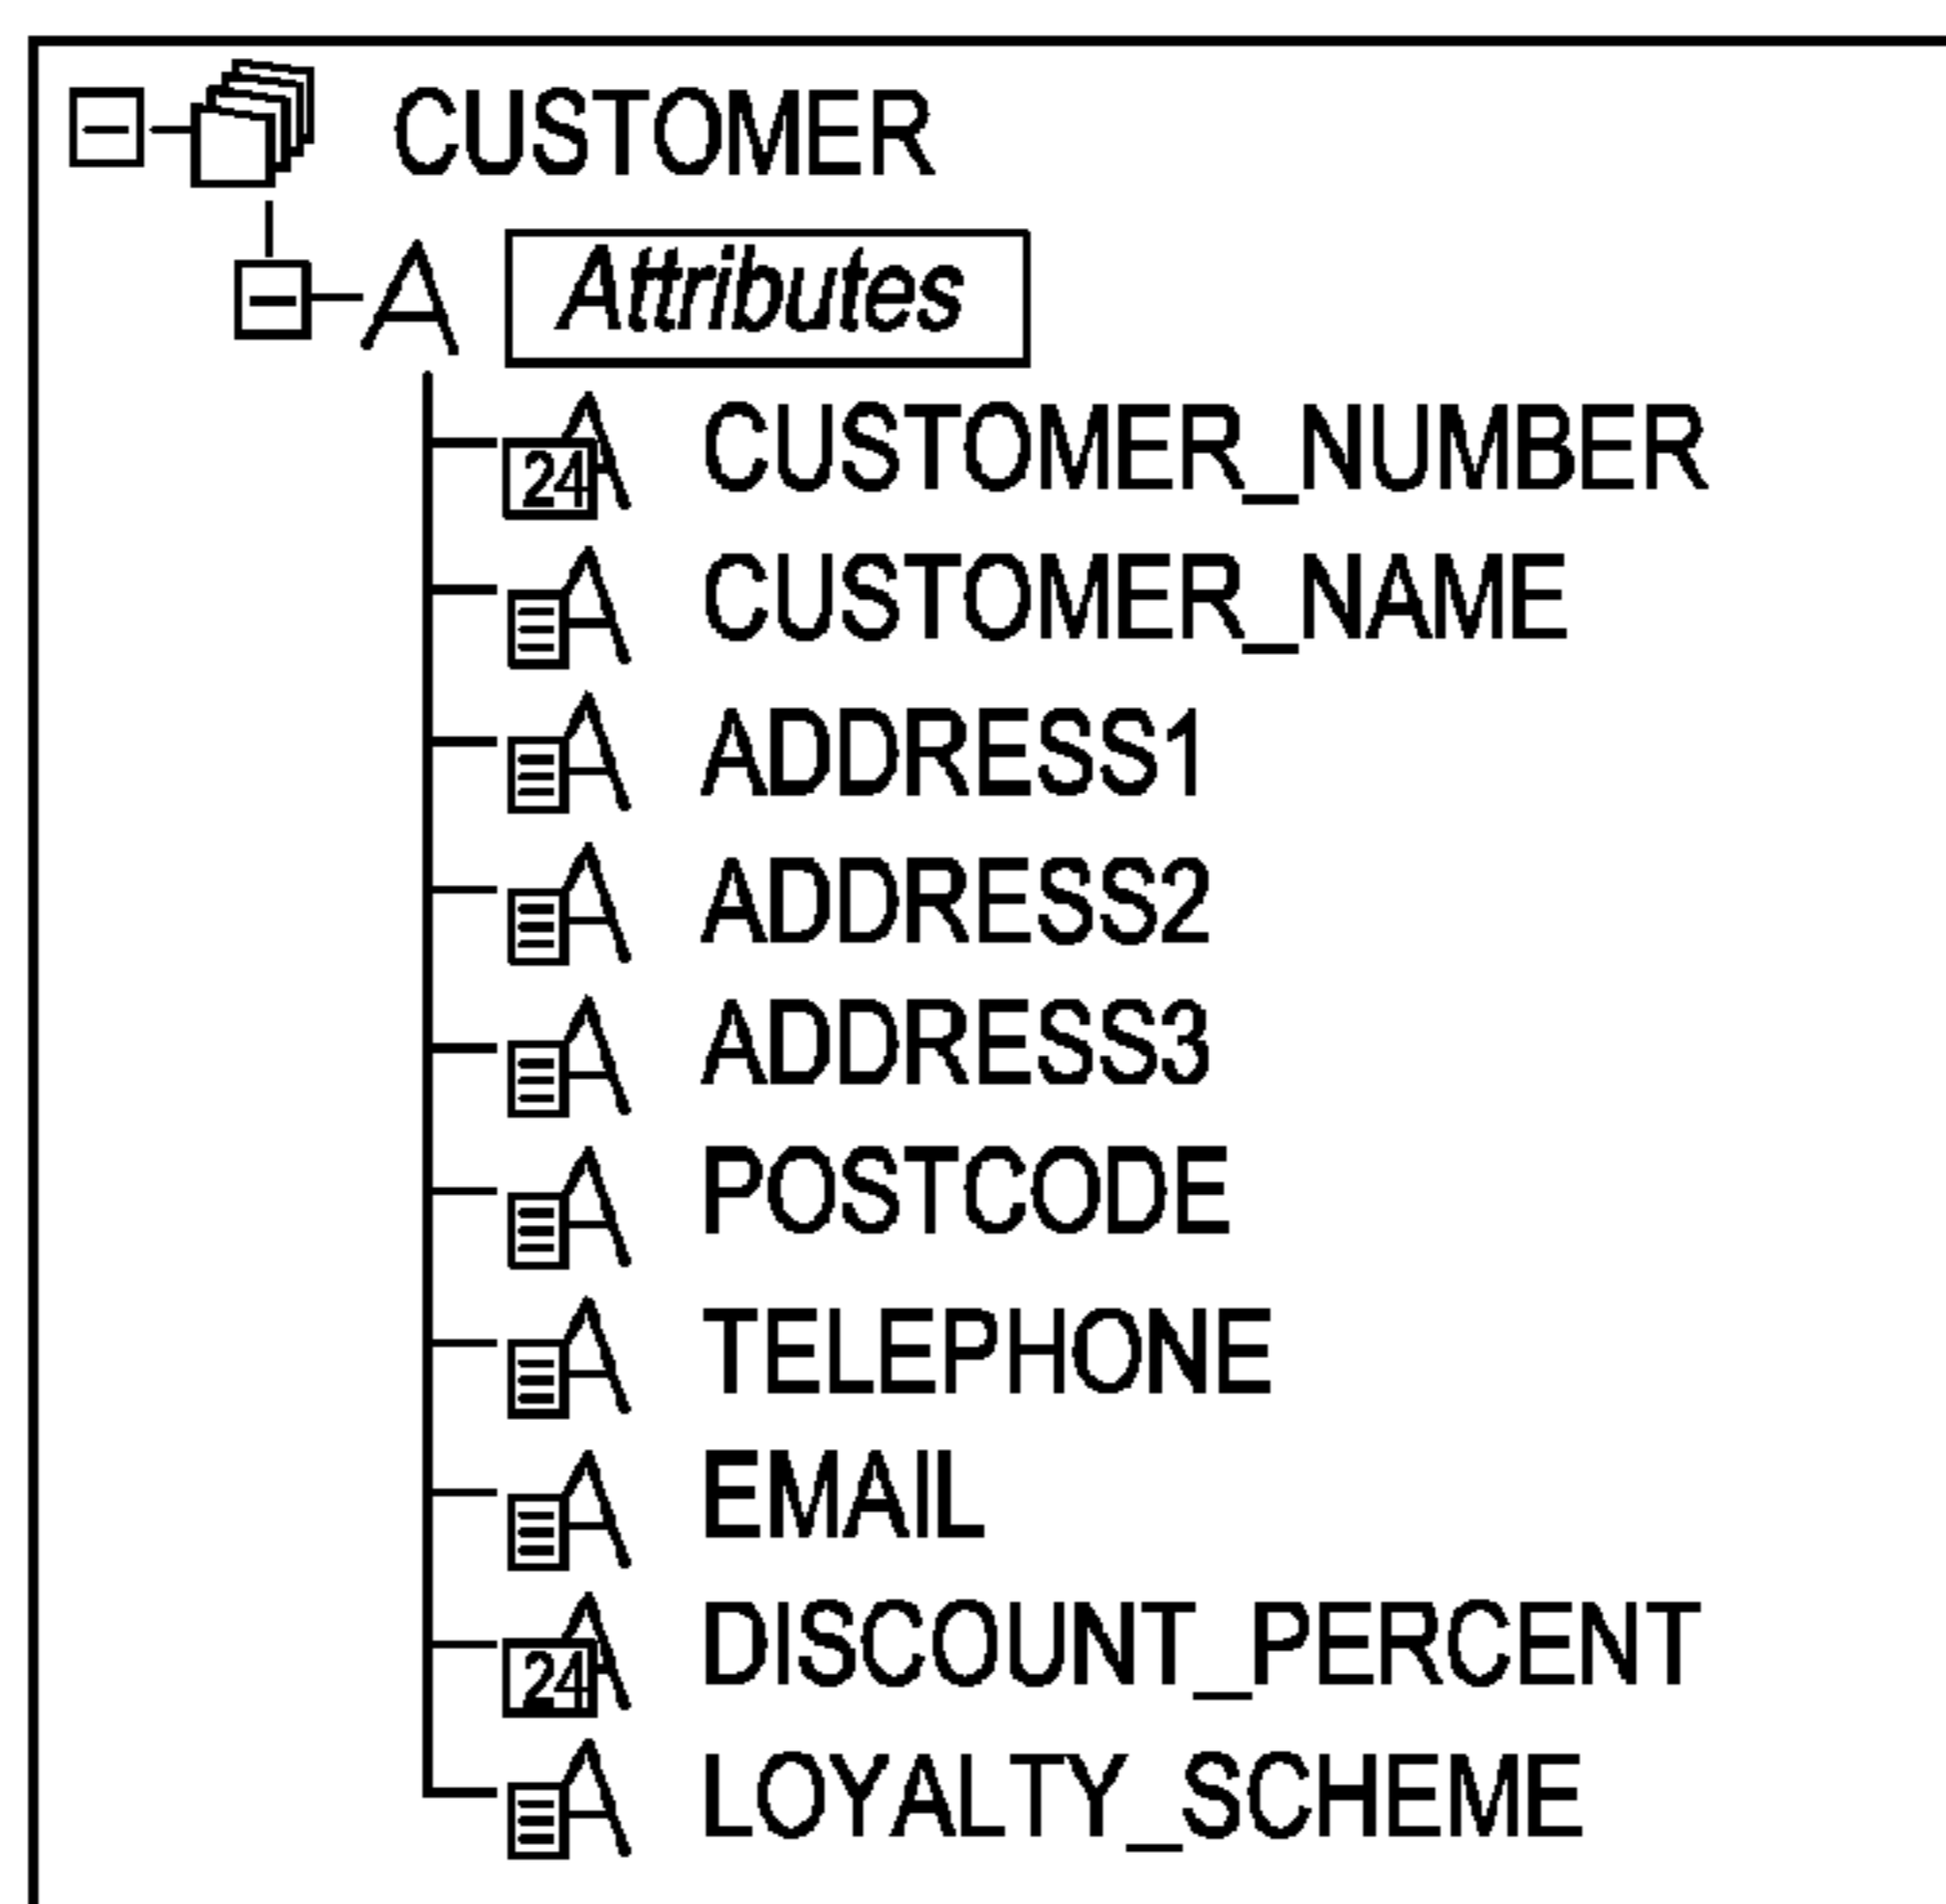 CUSTOMER
Attributes
24 CUSTOMER_NUMBER
CUSTOMER_NAME
ADDRESS1
ADDRESS2
ADDRESS3
POSTCODE
TELEPHONE
EMAIL
24 DISCOUNT_PERCENT
LOYALTY_SCHEME